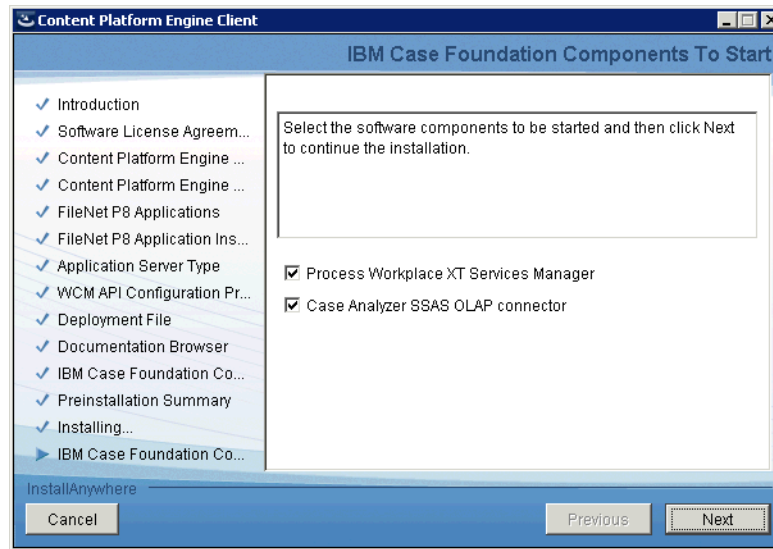 Content Platform Engine Client
IBM Case Foundation Components To Start
Introduction
Software License Agreem...
Content Platform Engine ...
Content Platform Engine ...
FileNet P8 Applications
FileNet P8 Application Ins...
Application Server Type
WCM API Configuration Pr...
Deployment File
Documentation Browser
IBM Case Foundation Co...
Preinstallation Summary
Installing...
IBM Case Foundation Co...
Select the software components to be started and then click Next
to continue the installation.
Process Workplace XT Services Manager
Case Analyzer SSAS OLAP connector
InstallAnywhere
Cancel
Previous
Next